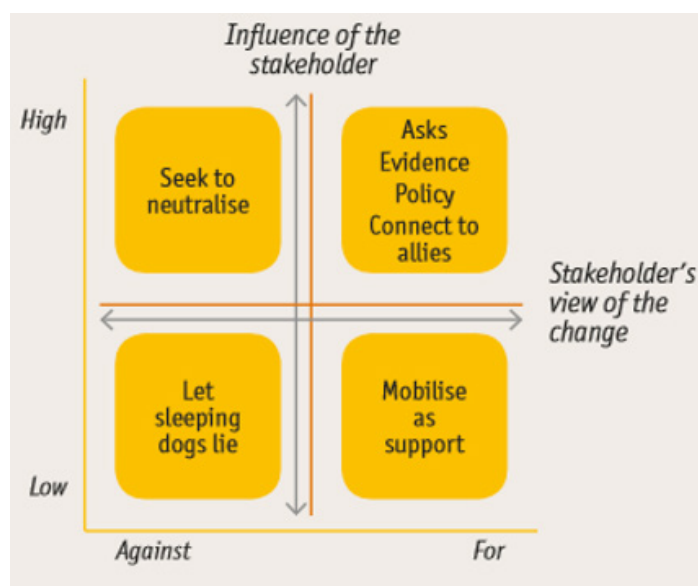 Influence of the
stakeholder
High
Seek to
neutralise
Asks
Evidence
Policy
Connect to
allies
Stakeholder's
view of the
change
Let
sleeping
dogs lie
Mobilise
as
support
Low
Against
For